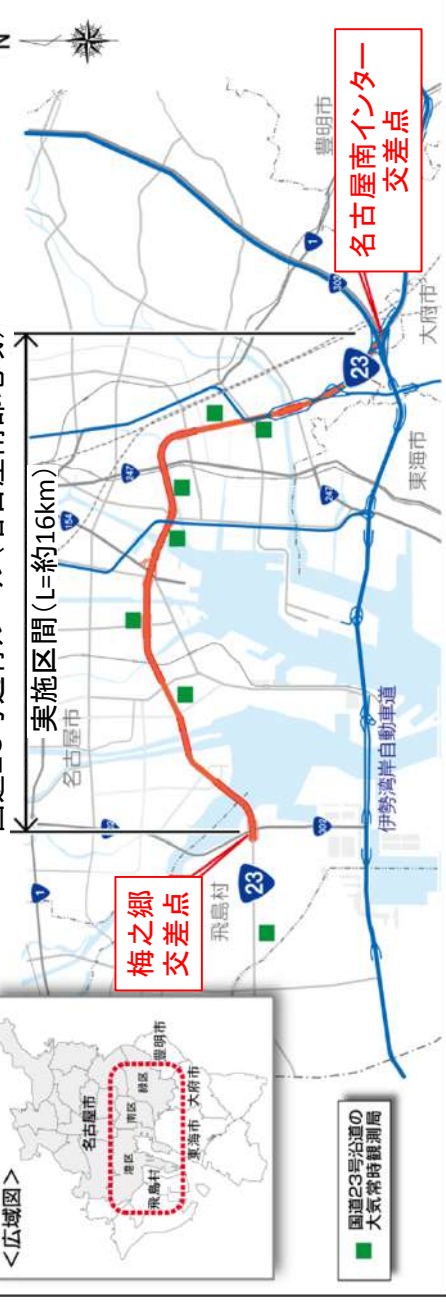 <広域図>
名古屋市
港区
南区
緑区
豊明市
飛島村
東海市
大府市
国道23号沿道の
大気常時観測局
実施区間(L=約16km)
名古屋市
梅之郷
交差点
飛島村
23
302
1
154
247
247
伊勢湾岸自動車道
東海市
大府市
23
302
1
豊明市
名古屋南インター
交差点
N